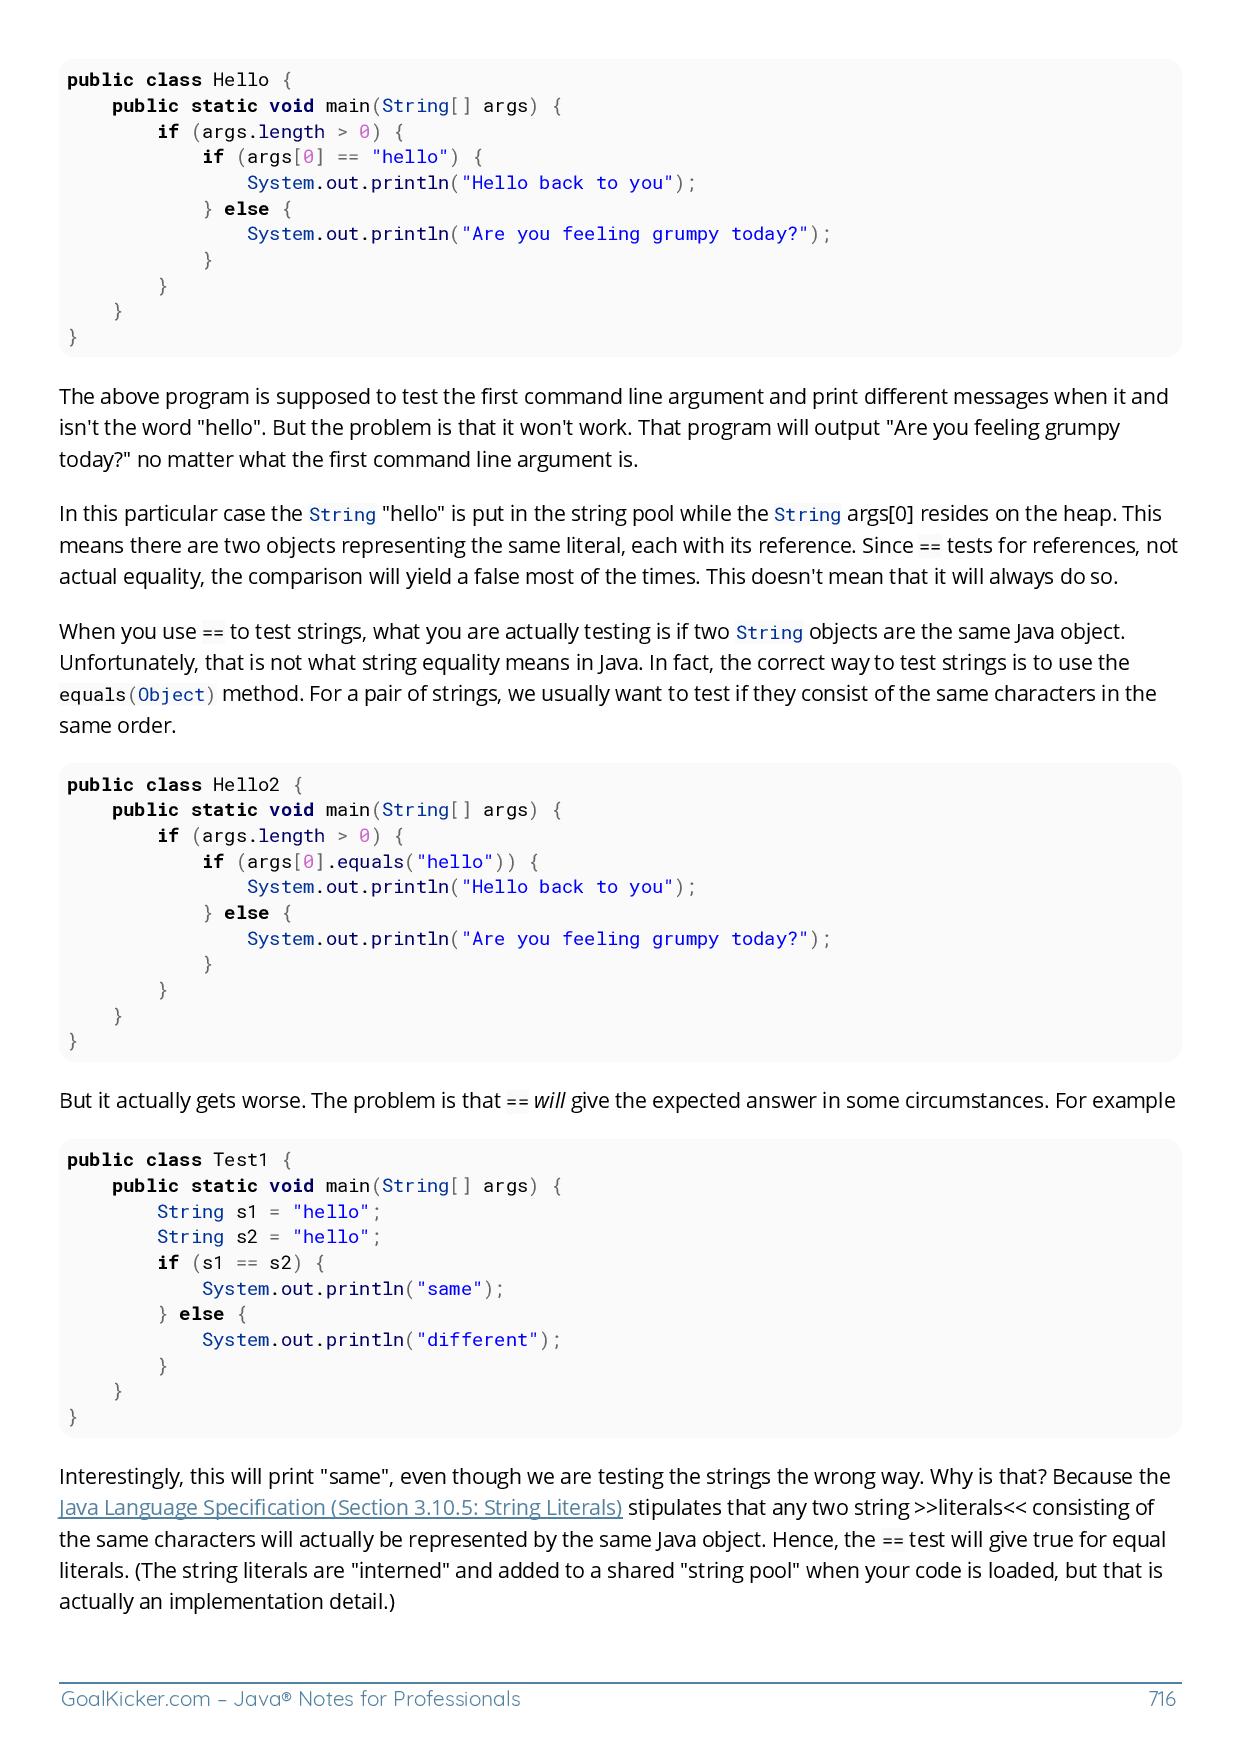 public class Hello {
    public static void main(String[] args) {
        if (args.length > 0) {
            if (args[0] == "hello") {
                System.out.println("Hello back to you");
            } else {
                System.out.println("Are you feeling grumpy today?");
            }
        }
    }
}
The above program is supposed to test the first command line argument and print different messages when it and
isn't the word "hello". But the problem is that it won't work. That program will output "Are you feeling grumpy
today?" no matter what the first command line argument is.
In this particular case the String "hello" is put in the string pool while the String args[0] resides on the heap. This
means there are two objects representing the same literal, each with its reference. Since == tests for references, not
actual equality, the comparison will yield a false most of the times. This doesn't mean that it will always do so.
When you use == to test strings, what you are actually testing is if two String objects are the same Java object.
Unfortunately, that is not what string equality means in Java. In fact, the correct way to test strings is to use the
equals(Object) method. For a pair of strings, we usually want to test if they consist of the same characters in the
same order.
public class Hello2 {
    public static void main(String[] args) {
        if (args.length > 0) {
            if (args[0].equals("hello")) {
                System.out.println("Hello back to you");
            } else {
                System.out.println("Are you feeling grumpy today?");
            }
        }
    }
}
But it actually gets worse. The problem is that == will give the expected answer in some circumstances. For example
public class Test1 {
    public static void main(String[] args) {
        String s1 = "hello";
        String s2 = "hello";
        if (s1 == s2) {
            System.out.println("same");
        } else {
            System.out.println("different");
        }
    }
}
Interestingly, this will print "same", even though we are testing the strings the wrong way. Why is that? Because the
Java Language Specification (Section 3.10.5: String Literals) stipulates that any two string >>literals<< consisting of
the same characters will actually be represented by the same Java object. Hence, the == test will give true for equal
literals. (The string literals are "interned" and added to a shared "string pool" when your code is loaded, but that is
actually an implementation detail.)
GoalKicker.com – Java® Notes for Professionals 716